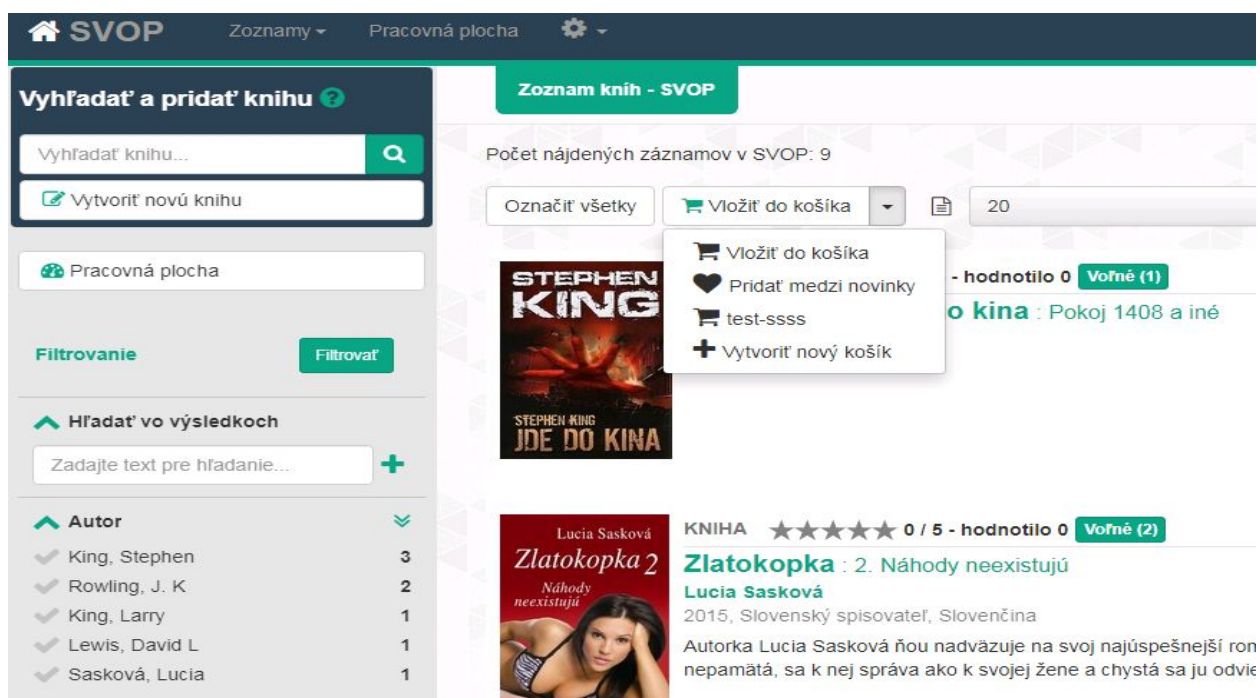 SVOP Zoznamy Pracovná plocha
Vyhľadať a pridať knihu ?
Vyhľadať knihu...
Vytvoriť novú knihu
Pracovná plocha
Filtrovanie Filtrovať
Hľadať vo výsledkoch
Zadajte text pre hľadanie...
Autor
King, Stephen 3
Rowling, J. K 2
King, Larry 1
Lewis, David L 1
Sasková, Lucia 1
Zoznam kníh - SVOP
Počet nájdených záznamov v SVOP: 9
Označiť všetky Vložiť do košíka 20
Vložiť do košíka
Pridať medzi novinky
test-ssss
Vytvoriť nový košík
- hodnotilo 0 Voľné (1)
o kina : Pokoj 1408 a iné
STEPHEN
KING
STEPHEN KING
JDE DO KINA
Lucia Sasková
Zlatokopka 2
Náhody
neexistujú
KNIHA 0 / 5 - hodnotilo 0 Voľné (2)
Zlatokopka : 2. Náhody neexistujú
Lucia Sasková
2015, Slovenský spisovateľ, Slovenčina
Autorka Lucia Sasková ňou nadväzuje na svoj najúspešnejší ron
nepamätá, sa k nej správa ako k svojej žene a chystá sa ju odvie